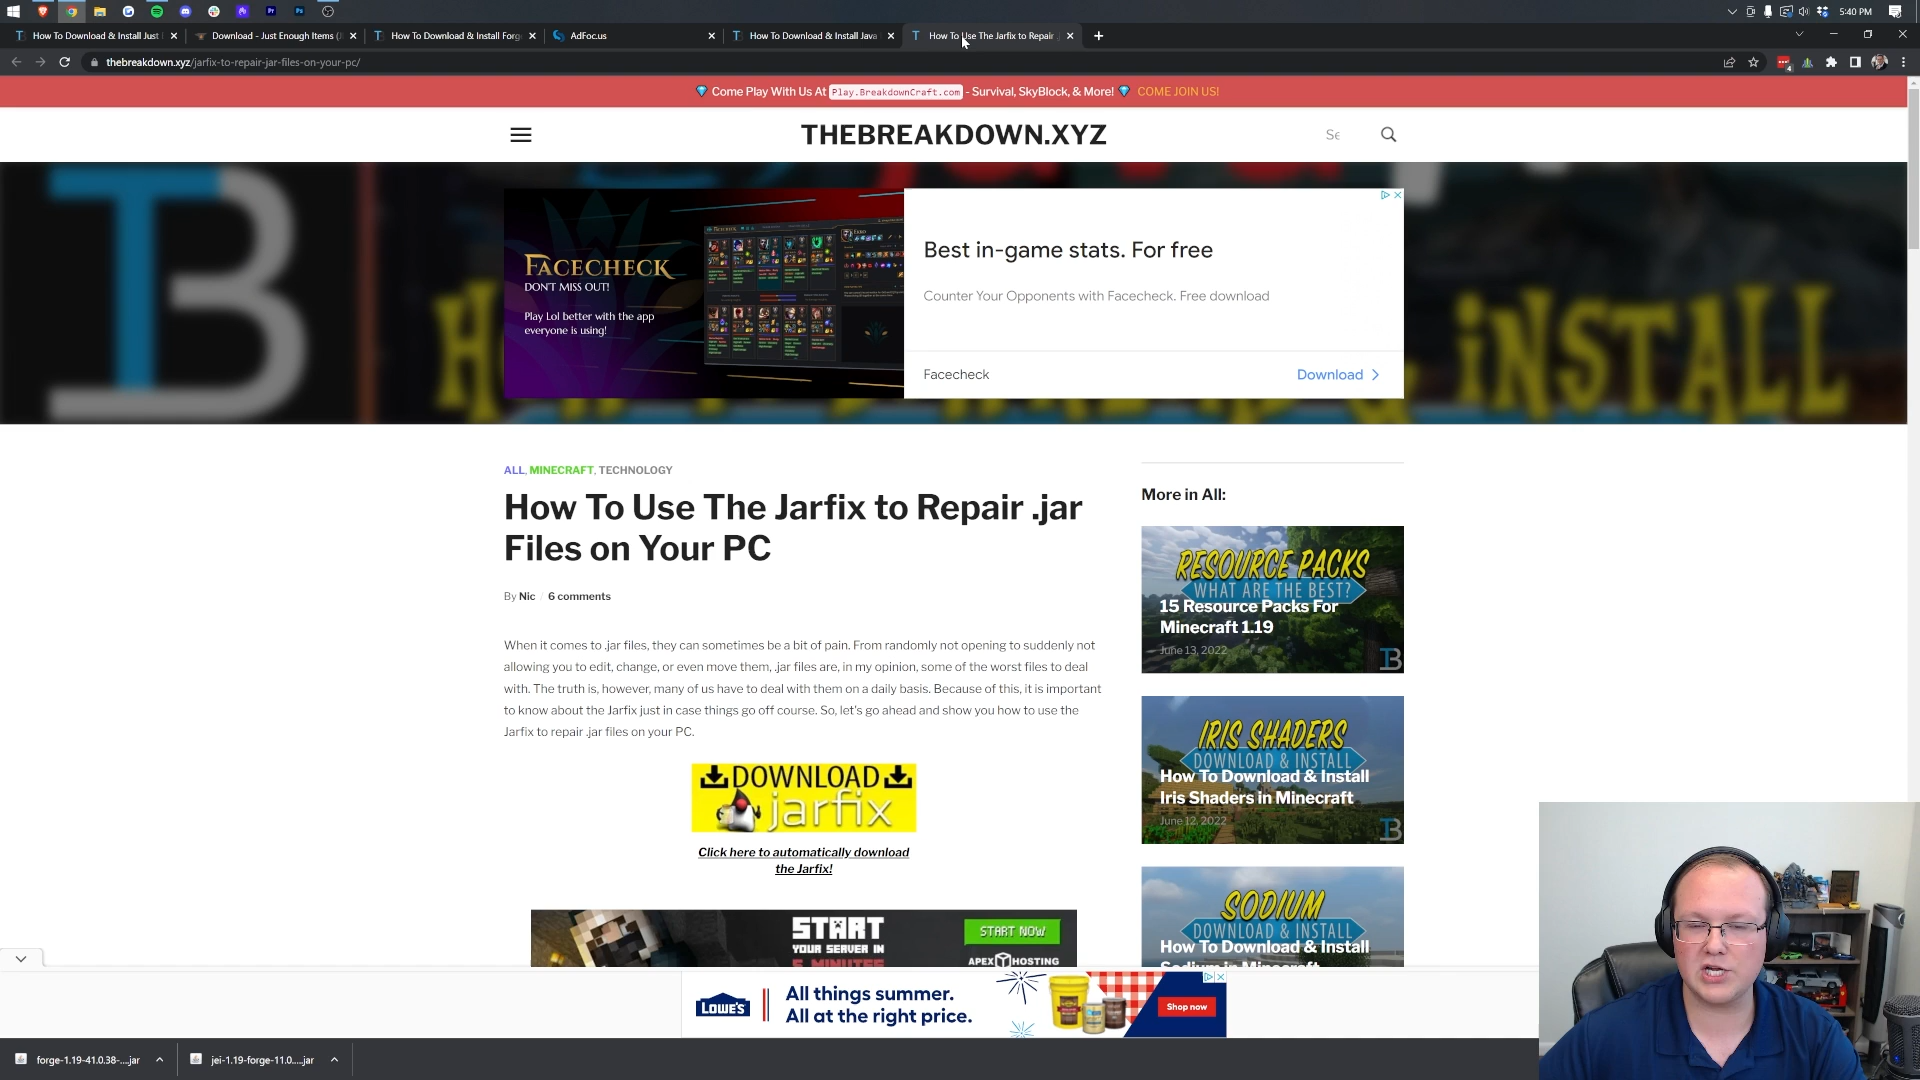 5:40 PM
How To Download & Install Just
Download - Just Enough Items (J
How To Download & Install Forg
AdFoc.us
How To Download & Install Java
How To Use The Jarfix to Repair
thebreakdown.xyz/jarfix-to-repair-jar-files-on-your-pc/
Come Play With Us At Play.BreakdownCraft.com - Survival, SkyBlock, & More! COME JOIN US!
THEBREAKDOWN.XYZ
Se
FACECHECK
DON'T MISS OUT!
Play Lol better with the app
everyone is using!
Best in-game stats. For free
Counter Your Opponents with Facecheck. Free download
Facecheck
Download
INSTALL
ALL, MINECRAFT, TECHNOLOGY
How To Use The Jarfix to Repair .jar
Files on Your PC
By Nic / 6 comments
When it comes to .jar files, they can sometimes be a bit of pain. From randomly not opening to suddenly not
allowing you to edit, change, or even move them, .jar files are, in my opinion, some of the worst files to deal
with. The truth is, however, many of us have to deal with them on a daily basis. Because of this, it is important
to know about the Jarfix just in case things go off course. So, let's go ahead and show you how to use the
Jarfix to repair .jar files on your PC.
DOWNLOAD
jarfix
Click here to automatically download
the Jarfix!
START
YOUR SERVER IN
5 MINUTES
START NOW
APEX HOSTING
More in All:
RESOURCE PACKS
WHAT ARE THE BEST?
15 Resource Packs For
Minecraft 1.19
June 13, 2022
IRIS SHADERS
DOWNLOAD & INSTALL
How To Download & Install
Iris Shaders in Minecraft
June 12, 2022
SODIUM
DOWNLOAD & INSTALL
How To Download & Install
Sodium in Minecraft
LOWE'S
All things summer.
All at the right price.
Shop now
forge-1.19-41.0.38-....jar
jei-1.19-forge-11.0....jar